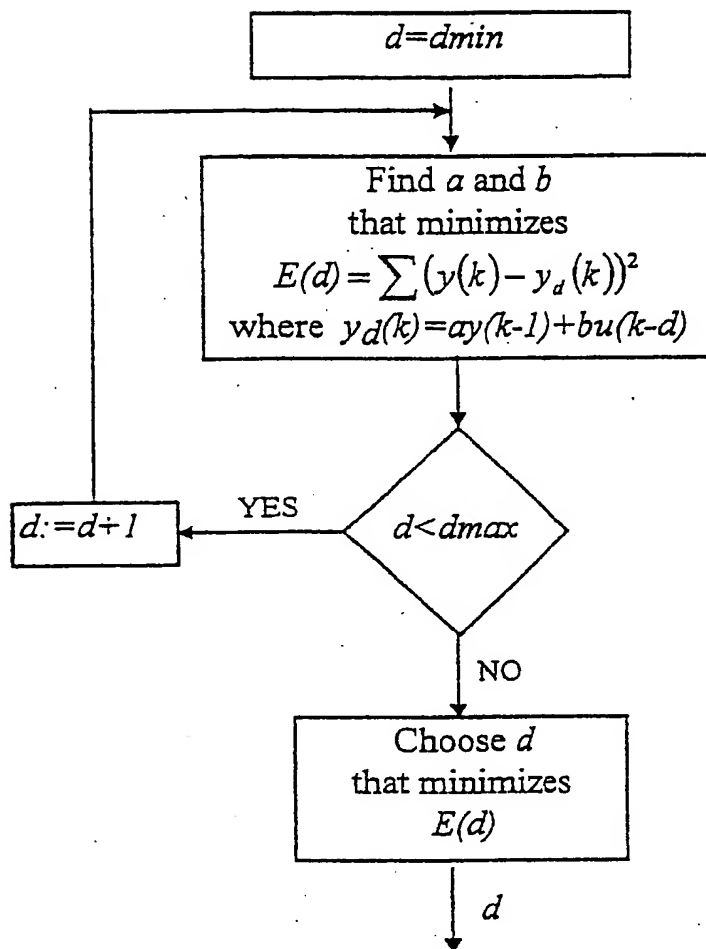 d=dmin
Find a and b
that minimizes
E(d) = ∑ (y(k) − y_d(k))²
where y_d(k)=ay(k-1)+bu(k-d)
YES
d:=d+1
d<dmax
NO
Choose d
that minimizes
E(d)
d